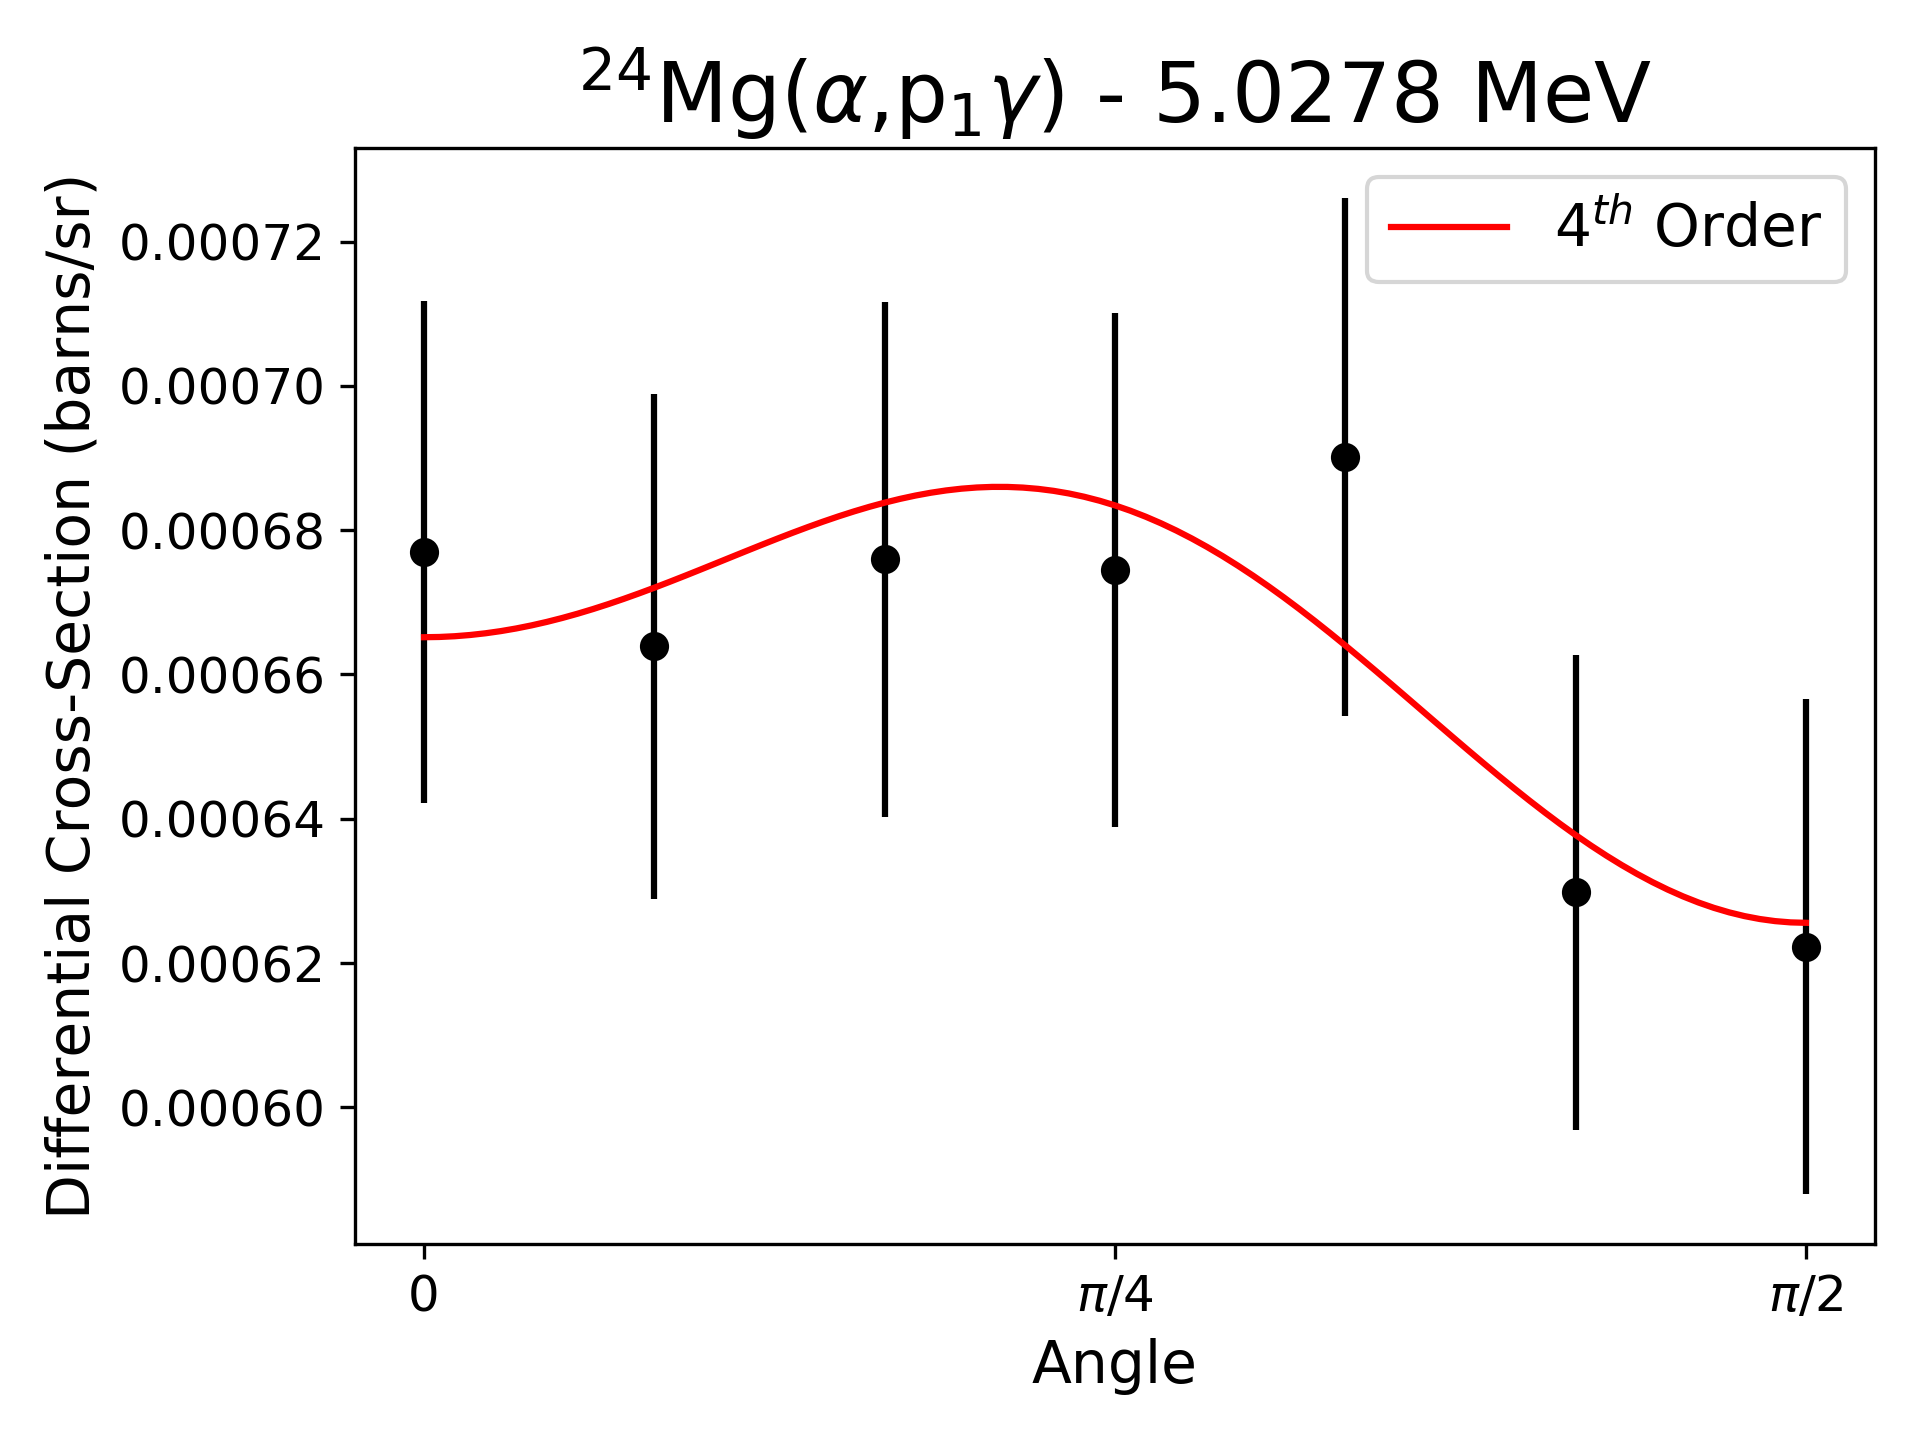 ²⁴Mg(α,p₁γ) - 5.0278 MeV
4ᵗʰ Order
Differential Cross-Section (barns/sr)
0.00072
0.00070
0.00068
0.00066
0.00064
0.00062
0.00060
0 π/4 π/2
Angle